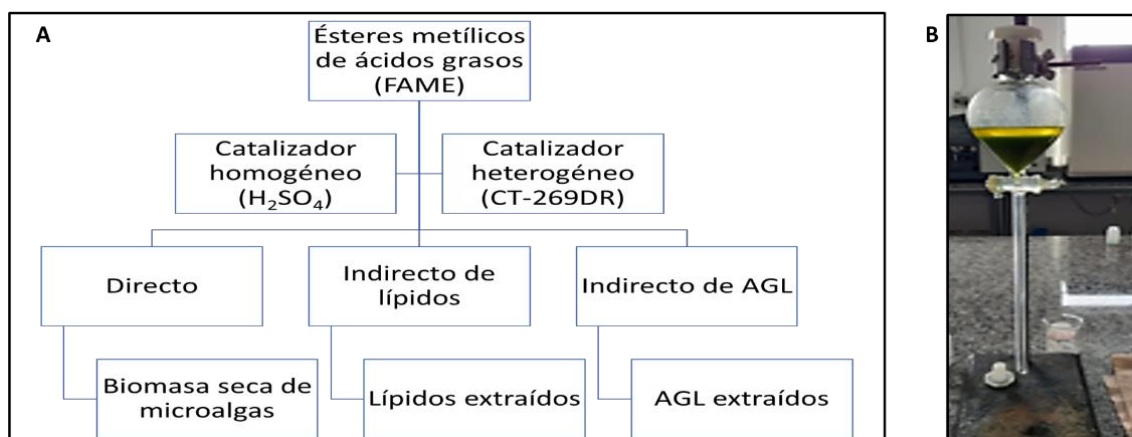 A
Ésteres metílicos
de ácidos grasos
(FAME)
Catalizador
homogéneo
(H₂SO₄)
Catalizador
heterogéneo
(CT-269DR)
Directo
Indirecto de
lípidos
Indirecto de AGL
Biomasa seca de
microalgas
Lípidos extraídos
AGL extraídos
B